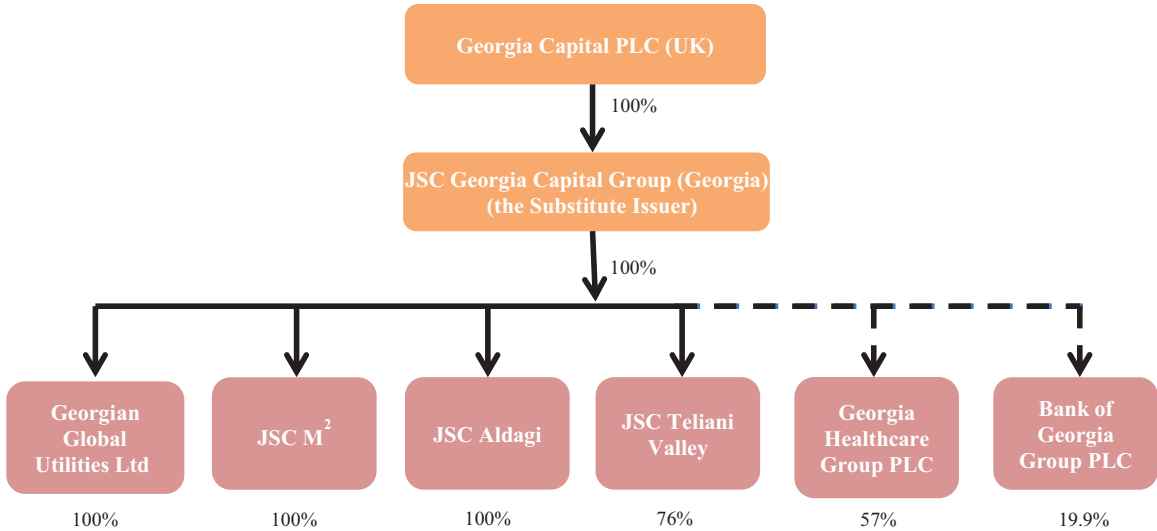 Georgia Capital PLC (UK)
100%
JSC Georgia Capital Group (Georgia)
(the Substitute Issuer)
100%
Georgian
Global
Utilities Ltd
JSC M²
JSC Aldagi
JSC Teliani
Valley
Georgia
Healthcare
Group PLC
Bank of
Georgia
Group PLC
100%
100%
100%
76%
57%
19.9%